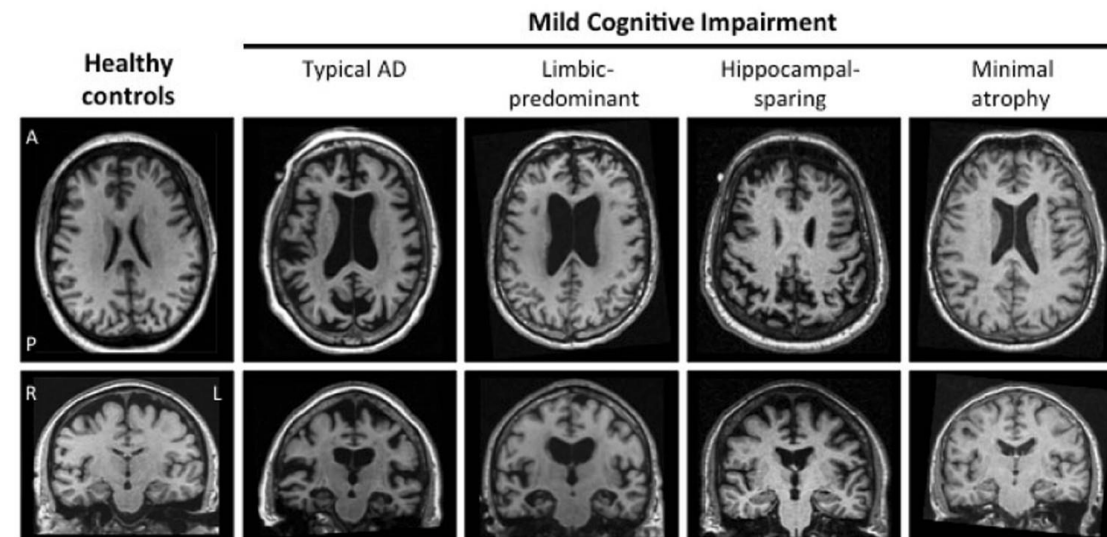 Mild Cognitive Impairment
Healthy
controls
Typical AD
Limbic-
predominant
Hippocampal-
sparing
Minimal
atrophy
A
P
R
L